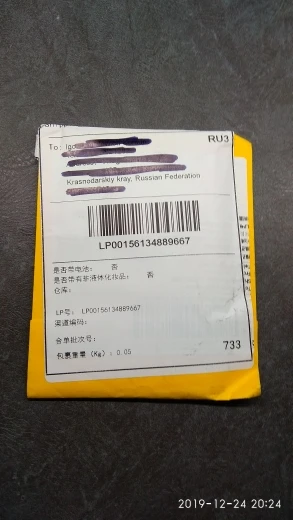 RU3
To: Igo
Krasnodarskiy kray, Russian Federation
LP00156134889667
是否带电池: 否
是否带有非液体化妆品: 否
仓库:
LP号: LP00156134889667
渠道编码:
合单批次号:
包裹重量 (Kg): 0.05
733
2019-12-24 20:24